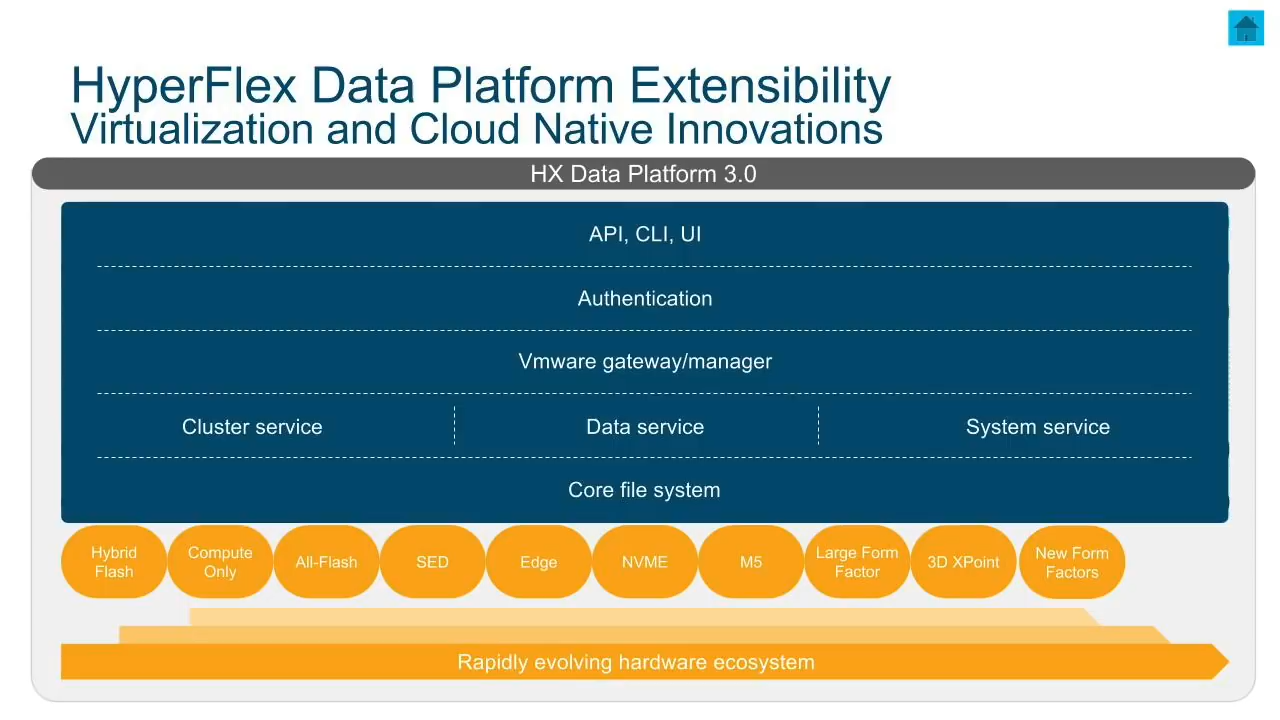 HyperFlex Data Platform Extensibility
Virtualization and Cloud Native Innovations
HX Data Platform 3.0
API, CLI, UI
Authentication
Vmware gateway/manager
Cluster service
Data service
System service
Core file system
Hybrid
Flash
Compute
Only
All-Flash
SED
Edge
NVME
M5
Large Form
Factor
3D XPoint
New Form
Factors
Rapidly evolving hardware ecosystem